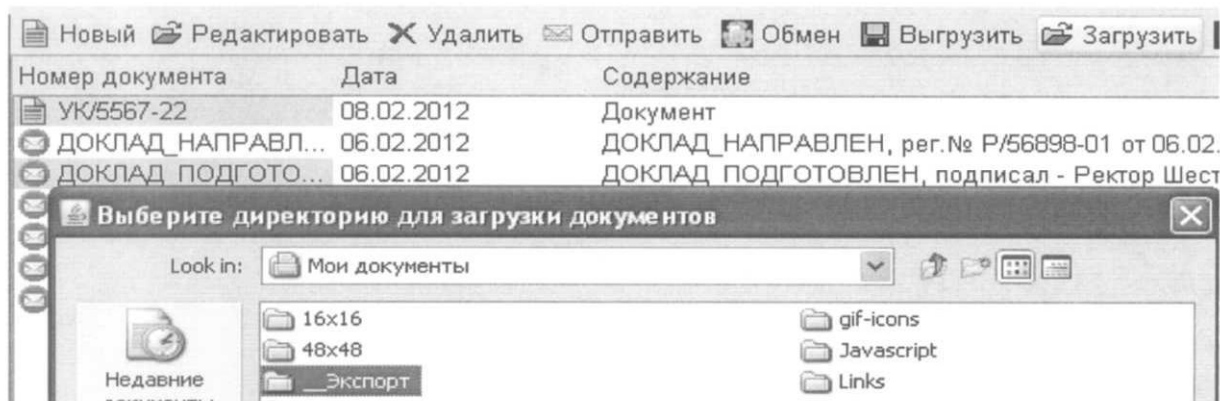 Новый Редактировать Удалить Отправить Обмен Выгрузить Загрузить
Номер документа Дата Содержание
УК/5567-22 08.02.2012 Документ
ДОКЛАД_НАПРАВЛ... 06.02.2012 ДОКЛАД_НАПРАВЛЕН, рег.№ Р/56898-01 от 06.02.
ДОКЛАД_ПОДГОТО... 06.02.2012 ДОКЛАД_ПОДГОТОВЛЕН, подписал - Ректор Шест
Выберите директорию для загрузки документов
Look in: Мои документы
16x16 gif-icons
48x48 Javascript
__Экспорт Links
Недавние